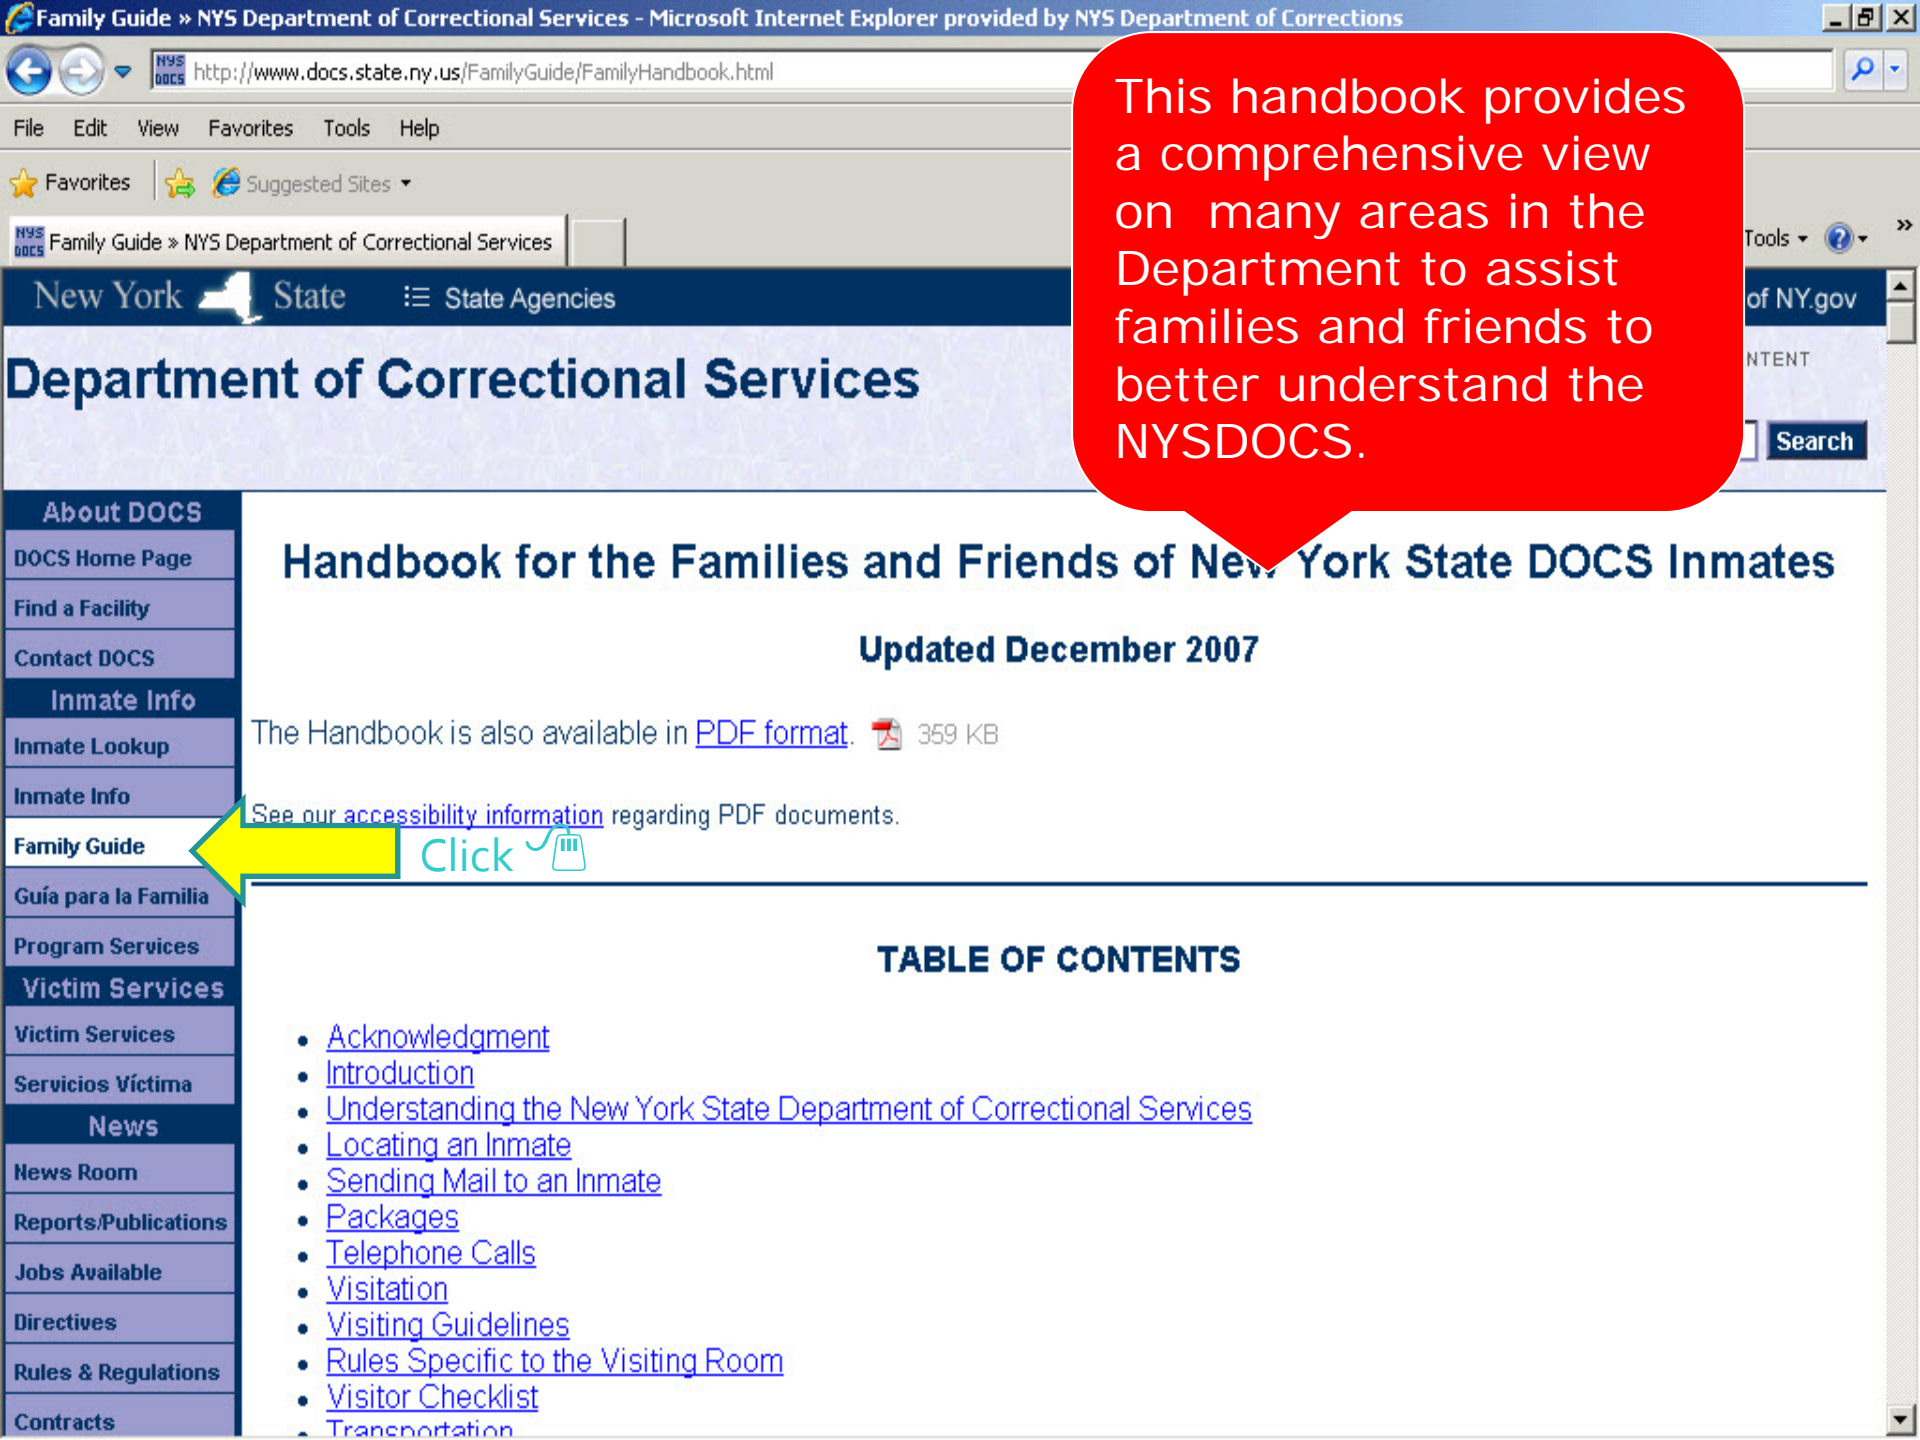 Family Guide » NYS Department of Correctional Services - Microsoft Internet Explorer provided by NYS Department of Corrections
NYS DOCS http://www.docs.state.ny.us/FamilyGuide/FamilyHandbook.html
File Edit View Favorites Tools Help
Favorites Suggested Sites
NYS DOCS Family Guide » NYS Department of Correctional Services
Tools
»
This handbook provides
a comprehensive view
on many areas in the
Department to assist
families and friends to
better understand the
NYSDOCS.
New York State State Agencies
of NY.gov
Department of Correctional Services
NTENT
Search
About DOCS
DOCS Home Page
Find a Facility
Contact DOCS
Inmate Info
Inmate Lookup
Inmate Info
Family Guide
Guía para la Familia
Program Services
Victim Services
Victim Services
Servicios Víctima
News
News Room
Reports/Publications
Jobs Available
Directives
Rules & Regulations
Contracts
Handbook for the Families and Friends of New York State DOCS Inmates
Updated December 2007
The Handbook is also available in PDF format. 359 KB
See our accessibility information regarding PDF documents.
Click
TABLE OF CONTENTS
• Acknowledgment
• Introduction
• Understanding the New York State Department of Correctional Services
• Locating an Inmate
• Sending Mail to an Inmate
• Packages
• Telephone Calls
• Visitation
• Visiting Guidelines
• Rules Specific to the Visiting Room
• Visitor Checklist
• Transportation